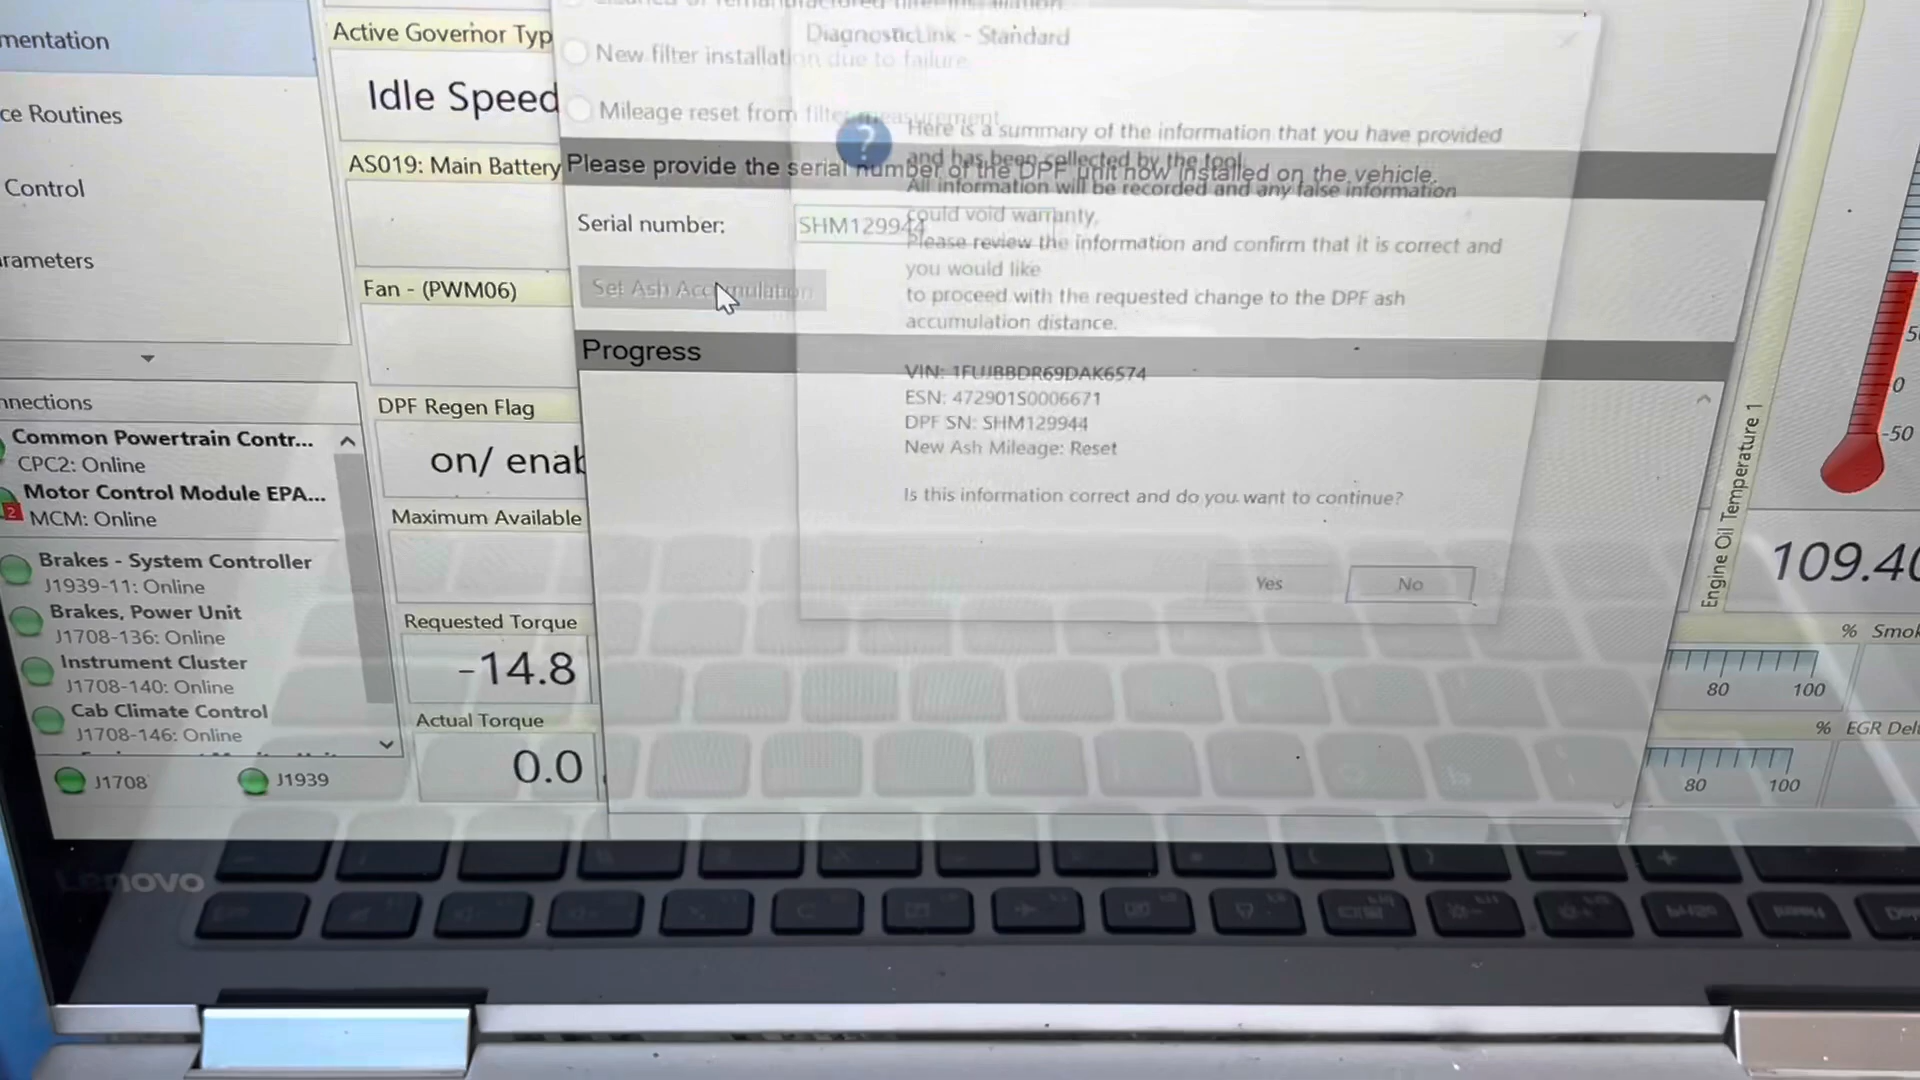 mentation
ce Routines
Control
rameters
nnections
Common Powertrain Contr...
CPC2: Online
Motor Control Module EPA...
2
MCM: Online
Brakes - System Controller
J1939-11: Online
Brakes, Power Unit
J1708-136: Online
Instrument Cluster
J1708-140: Online
Cab Climate Control
J1708-146: Online
J1708
J1939
Active Governor Typ
Idle Speed
AS019: Main Battery
Fan - (PWM06)
DPF Regen Flag
on/ enab
Maximum Available
Requested Torque
-14.8
Actual Torque
0.0
New filter installation due to failure
Mileage reset from filter measurement
Please provide the serial number of the DPF unit now installed on the vehicle.
Serial number:
SHM129944
Set Ash Accumulation
Progress
DiagnosticLink - Standard
?
Here is a summary of the information that you have provided
and has been collected by the tool.
All information will be recorded and any false information
could void warranty.
Please review the information and confirm that it is correct and
you would like
to proceed with the requested change to the DPF ash
accumulation distance.
VIN: 1FUJBBDR69DAK6574
ESN: 472901S0006671
DPF SN: SHM129944
New Ash Mileage: Reset
Is this information correct and do you want to continue?
Yes
No
0
-50
Engine Oil Temperature 1
109.40
% Smok
80 100
% EGR Delt
80 100
Lenovo